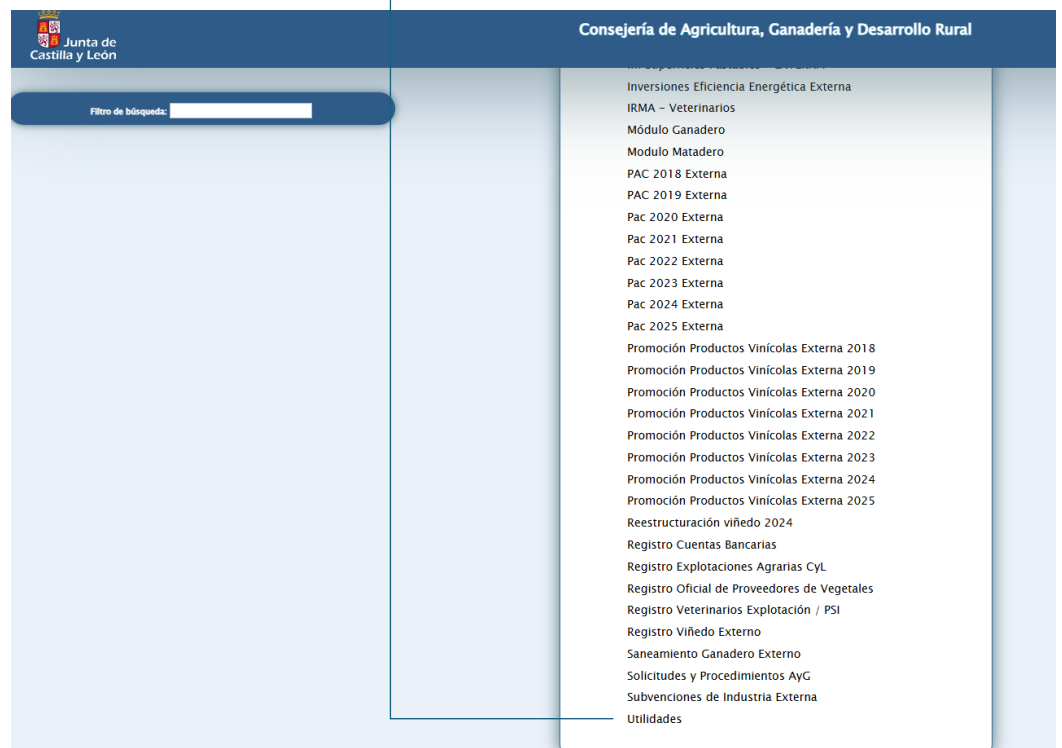 Junta de
Castilla y León
Consejería de Agricultura, Ganadería y Desarrollo Rural
Filtro de búsqueda:
Inversiones Eficiencia Energética Externa
IRMA - Veterinarios
Módulo Ganadero
Modulo Matadero
PAC 2018 Externa
PAC 2019 Externa
Pac 2020 Externa
Pac 2021 Externa
Pac 2022 Externa
Pac 2023 Externa
Pac 2024 Externa
Pac 2025 Externa
Promoción Productos Vinícolas Externa 2018
Promoción Productos Vinícolas Externa 2019
Promoción Productos Vinícolas Externa 2020
Promoción Productos Vinícolas Externa 2021
Promoción Productos Vinícolas Externa 2022
Promoción Productos Vinícolas Externa 2023
Promoción Productos Vinícolas Externa 2024
Promoción Productos Vinícolas Externa 2025
Reestructuración viñedo 2024
Registro Cuentas Bancarias
Registro Explotaciones Agrarias CyL
Registro Oficial de Proveedores de Vegetales
Registro Veterinarios Explotación / PSI
Registro Viñedo Externo
Saneamiento Ganadero Externo
Solicitudes y Procedimientos AyG
Subvenciones de Industria Externa
Utilidades